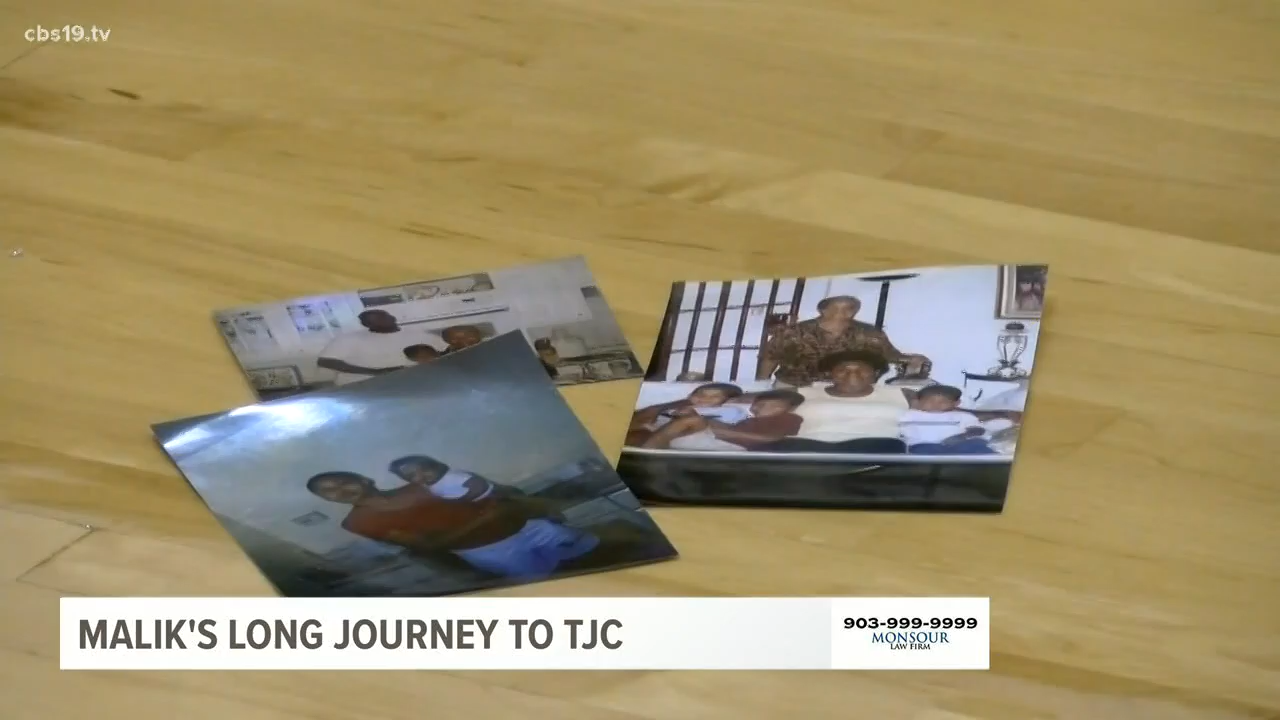 cbs19.tv
MALIK'S LONG JOURNEY TO TJC
903-999-9999
MONSOUR
LAW FIRM